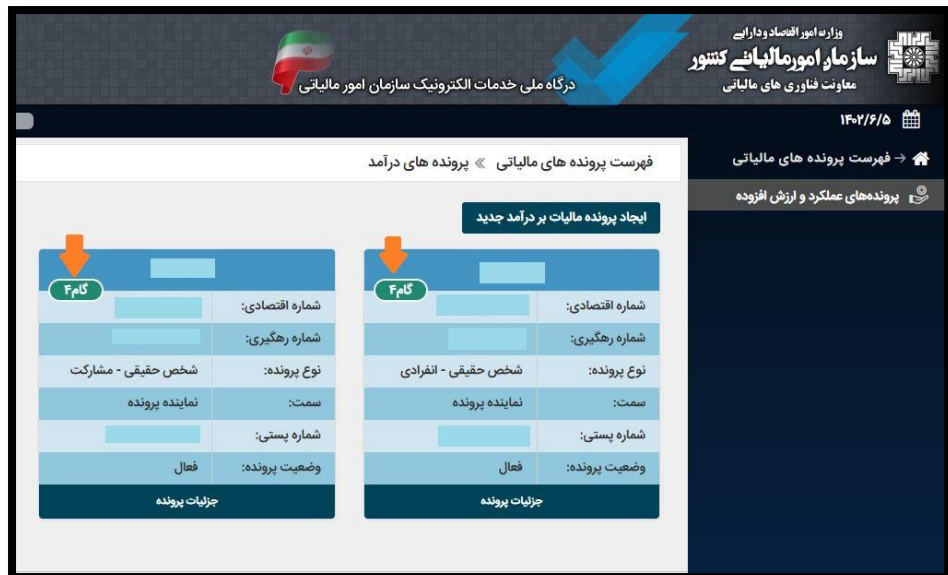 وزارت امور اقتصاد و دارایی
سازمان امور مالیاتی کشور
معاونت فناوری های مالیاتی
درگاه ملی خدمات الکترونیک سازمان امور مالیاتی
۱۴۰۲/۶/۵
فهرست پرونده های مالیاتی
پرونده‌های عملکرد و ارزش افزوده
فهرست پرونده های مالیاتی » پرونده های درآمد
ایجاد پرونده مالیات بر درآمد جدید
گام۴
شماره اقتصادی:
شماره رهگیری:
نوع پرونده: شخص حقیقی - انفرادی
سمت: نماینده پرونده
شماره پستی:
وضعیت پرونده: فعال
جزئیات پرونده
گام۴
شماره اقتصادی:
شماره رهگیری:
نوع پرونده: شخص حقیقی - مشارکت
سمت: نماینده پرونده
شماره پستی:
وضعیت پرونده: فعال
جزئیات پرونده